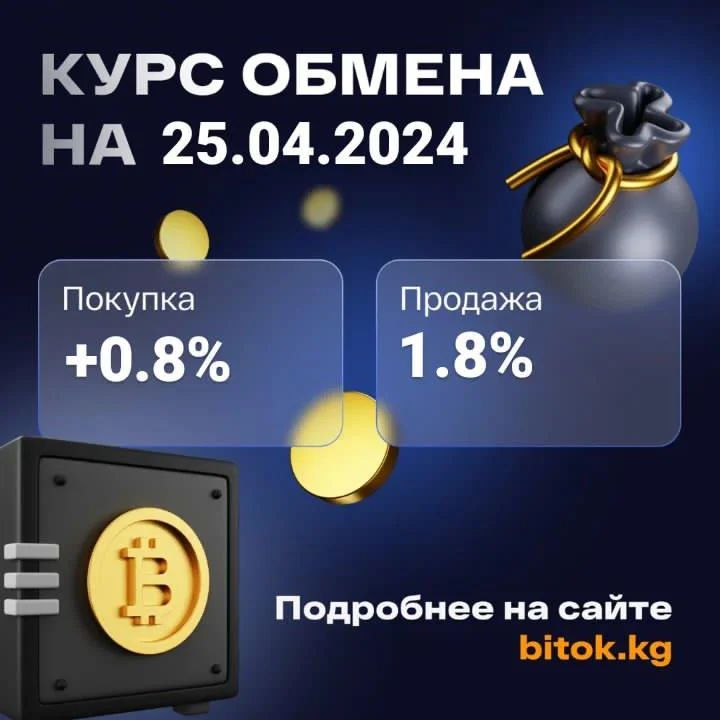 КУРС ОБМЕНА
НА 25.04.2024
Покупка
+0.8%
Продажа
1.8%
Подробнее на сайте
bitok.kg